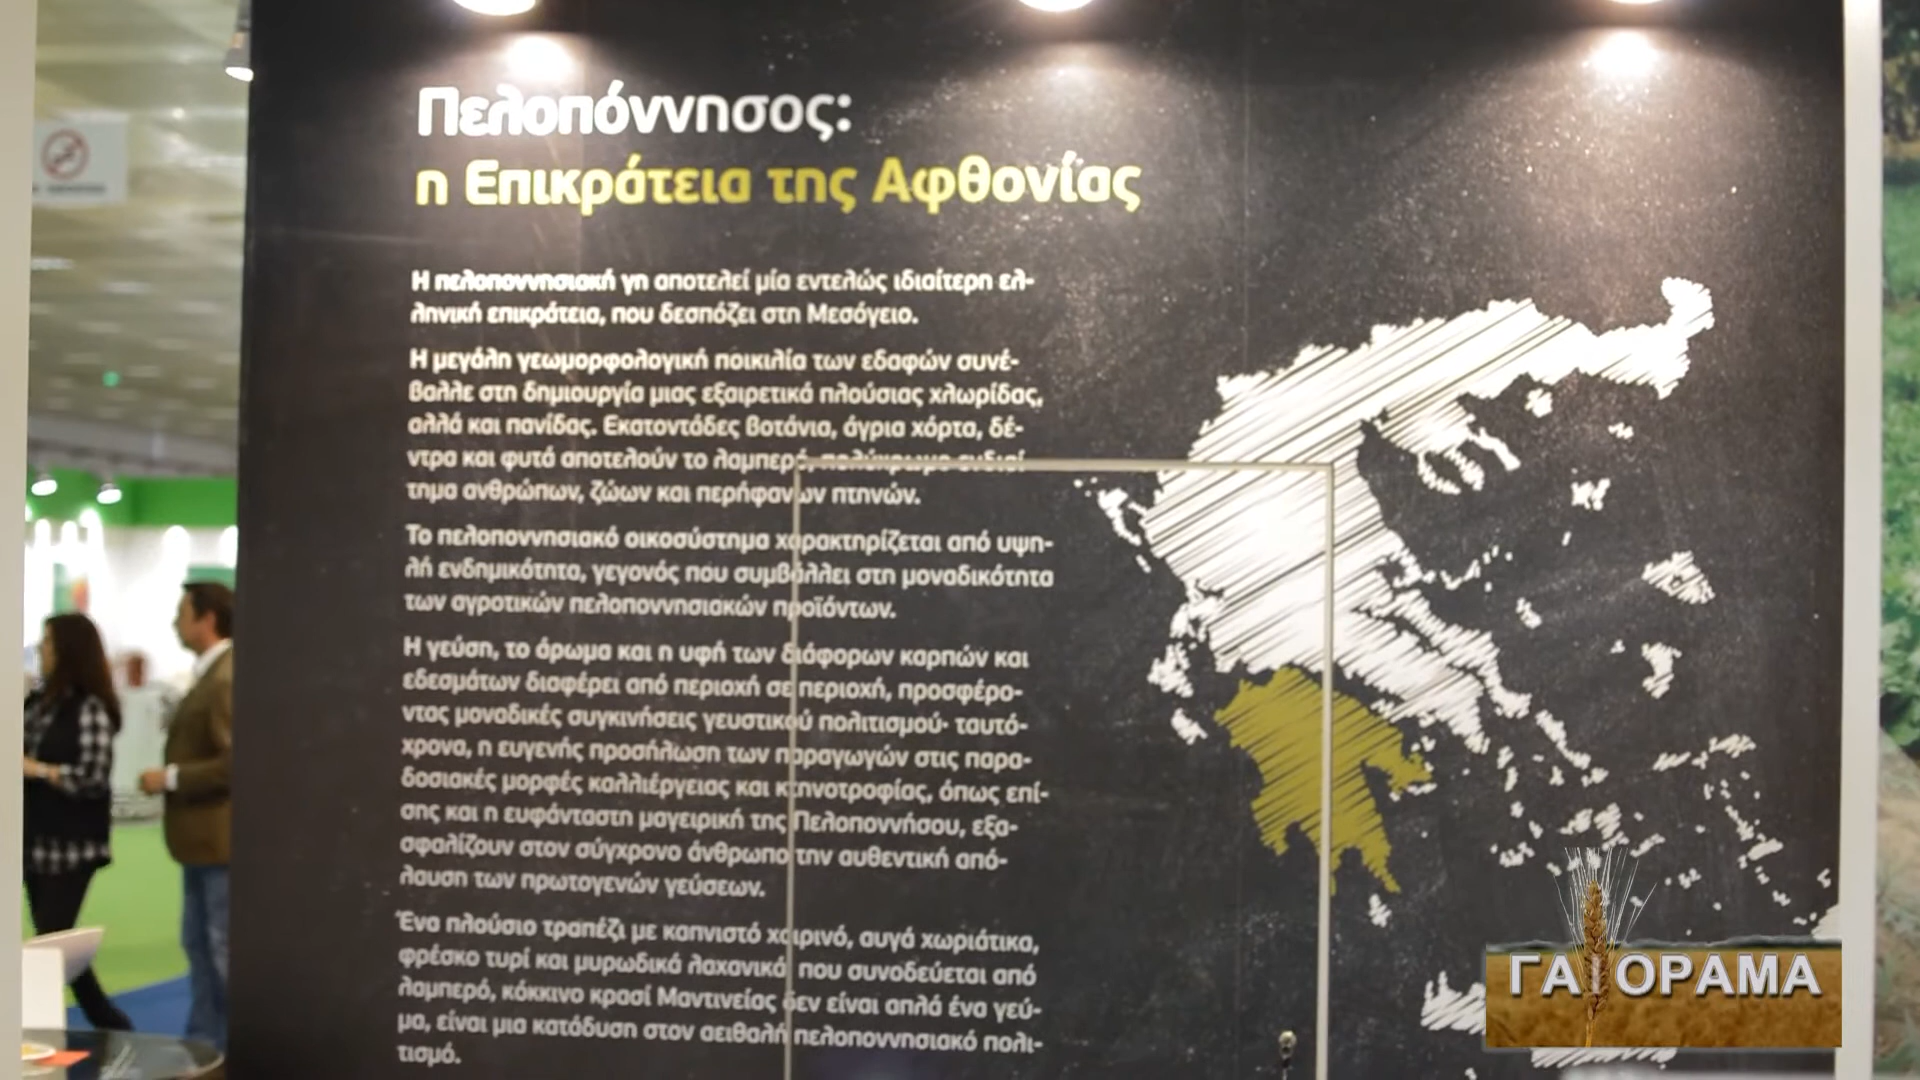 Πελοπόννησος:
η Επικράτεια της Αφθονίας
Η πελοποννησιακή γη αποτελεί μία εντελώς ιδιαίτερη ελ-
ληνική επικράτεια, που δεσπόζει στη Μεσόγειο.
Η μεγάλη γεωμορφολογική ποικιλία των εδαφών συνέ-
βαλλε στη δημιουργία μιας εξαιρετικά πλούσιας χλωρίδας,
αλλά και πανίδας. Εκατοντάδες βοτάνια, άγρια χόρτα, δέ-
ντρα και φυτά αποτελούν το λαμπερό, πολύχρωμο ενδιαί-
τημα ανθρώπων, ζώων και περήφανων πτηνών.
Το πελοποννησιακό οικοσύστημα χαρακτηρίζεται από υψη-
λή ενδημικότητα, γεγονός που συμβάλλει στη μοναδικότητα
των αγροτικών πελοποννησιακών προϊόντων.
Η γεύση, το άρωμα και η υφή των διάφορων καρπών και
εδεσμάτων διαφέρει από περιοχή σε περιοχή, προσφέρο-
ντας μοναδικές συγκινήσεις γευστικού πολιτισμού· ταυτό-
χρονα, η ευγενής προσήλωση των παραγωγών στις παρα-
δοσιακές μορφές καλλιέργειας και κτηνοτροφίας, όπως επί-
σης και η ευφάνταστη μαγειρική της Πελοποννήσου, εξα-
σφαλίζουν στον σύγχρονο άνθρωπο την αυθεντική από-
λαυση των πρωτογενών γεύσεων.
Ένα πλούσιο τραπέζι με καπνιστό χοιρινό, αυγά χωριάτικα,
φρέσκο τυρί και μυρωδικά λαχανικά, που συνοδεύεται από
λαμπερό, κόκκινο κρασί Μαντινείας δεν είναι απλά ένα γεύ-
μα, είναι μια κατάδυση στον αειθαλή πελοποννησιακό πολι-
τισμό.
ΓΑΙΟΡΑΜΑ